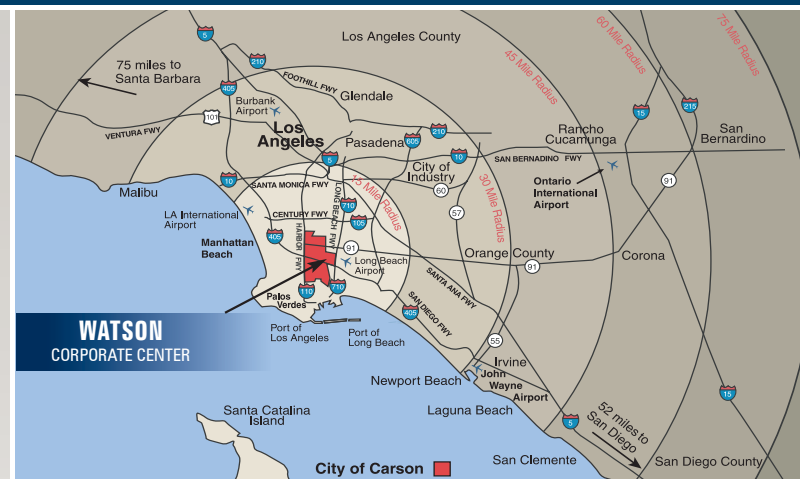 5
Los Angeles County
75 miles to
Santa Barbara
210
FOOTHILL FWY
45 Mile Radius
60 Mile Radius
75 Mile Radius
405
Burbank
Airport
Glendale
101
VENTURA FWY
15
215
Los
Angeles
Pasadena
605
210
Rancho
Cucamunga
San
Bernardino
5
10
SAN BERNADINO FWY
City of
Industry
10
SANTA MONICA FWY
60
Ontario
International
Airport
91
Malibu
LONG BEACH FWY
15 Mile Radius
30 Mile Radius
710
57
LA International
Airport
CENTURY FWY
105
405
HARBOR FWY
91
Manhattan
Beach
Long Beach
Airport
Orange County
91
Corona
SANTA ANA FWY
110
710
Palos
Verdes
SAN DIEGO FWY
405
WATSON
CORPORATE CENTER
Port of
Los Angeles
Port of
Long Beach
55
Irvine
John
Wayne
Airport
Newport Beach
15
Laguna Beach
52 miles to
San Diego
5
Santa Catalina
Island
San Clemente
San Diego County
City of Carson